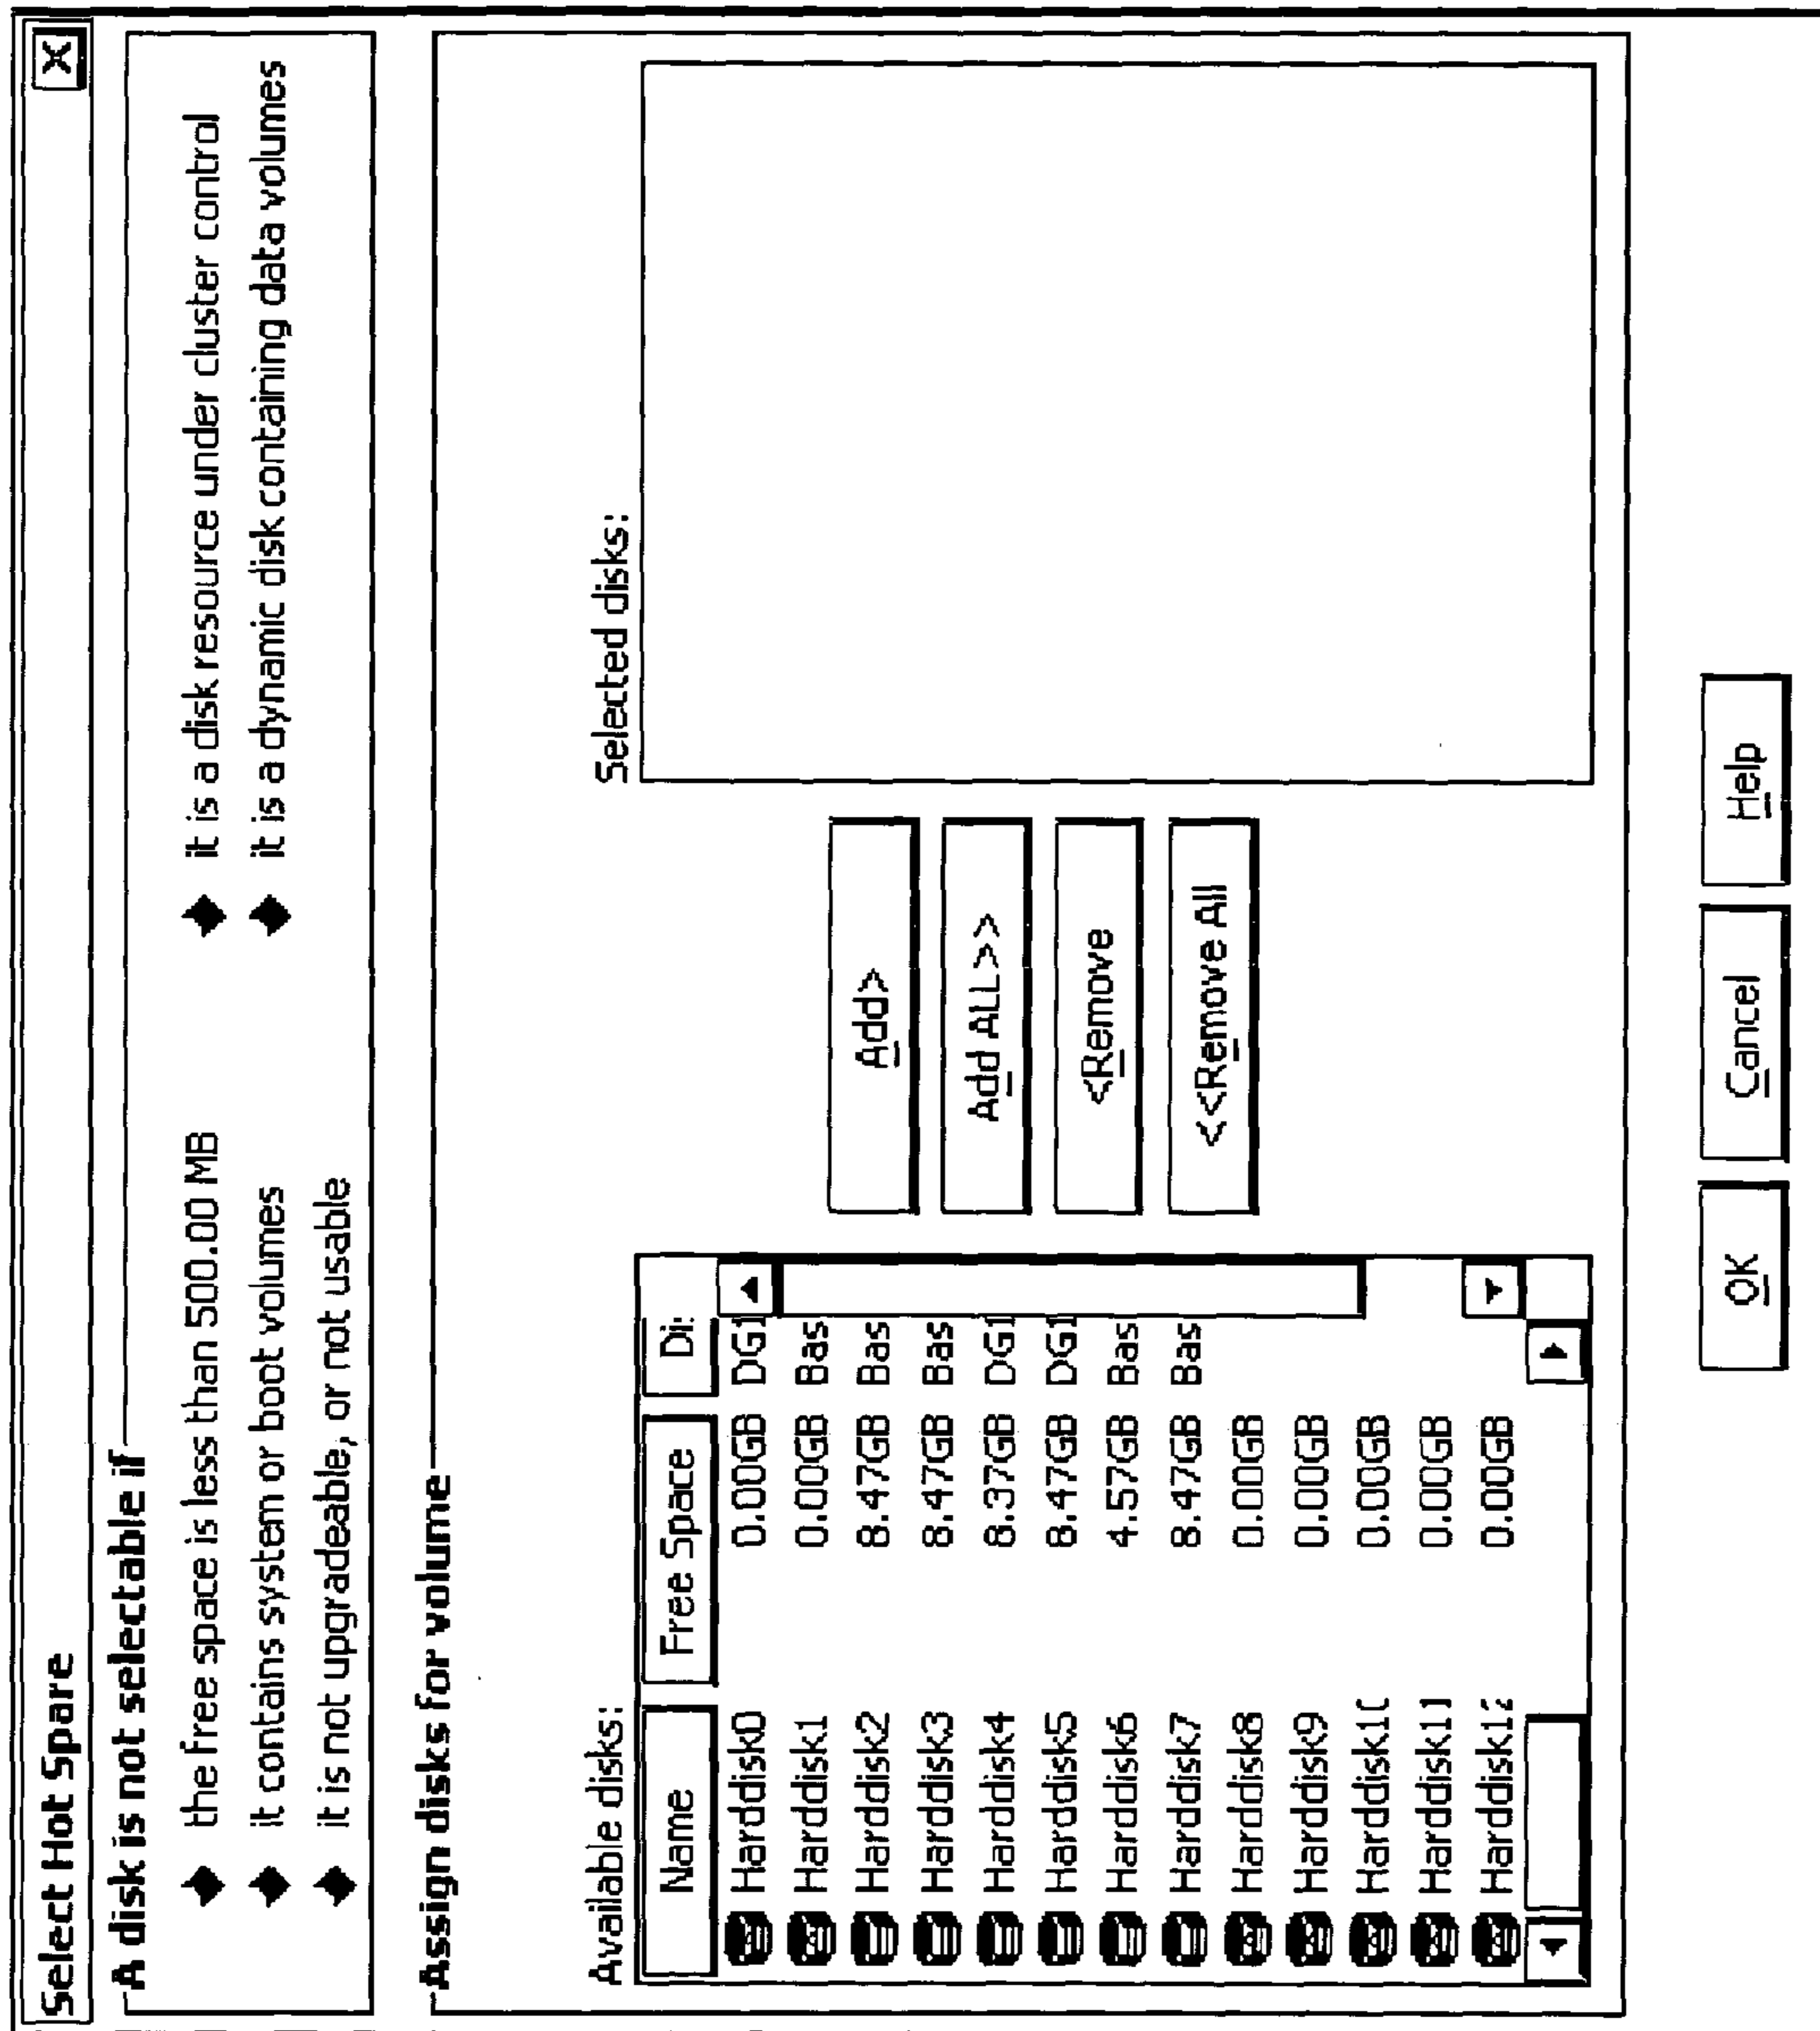 Select Hot Spare
X
A disk is not selectable if
the free space is less than 500.00 MB
it contains system or boot volumes
it is not upgradeable, or not usable
it is a disk resource under cluster control
it is a dynamic disk containing data volumes
Assign disks for volume
Available disks:
Name Free Space Di:
Harddisk0 0.00GB DG1
Harddisk1 0.00GB Bas
Harddisk2 8.47GB Bas
Harddisk3 8.47GB Bas
Harddisk4 8.37GB DG1
Harddisk5 8.47GB DG1
Harddisk6 4.57GB Bas
Harddisk7 8.47GB Bas
Harddisk8 0.00GB
Harddisk9 0.00GB
Harddisk10 0.00GB
Harddisk11 0.00GB
Harddisk12 0.00GB
Add>
Add ALL>>
<Remove
<<Remove All
Selected disks:
OK Cancel Help